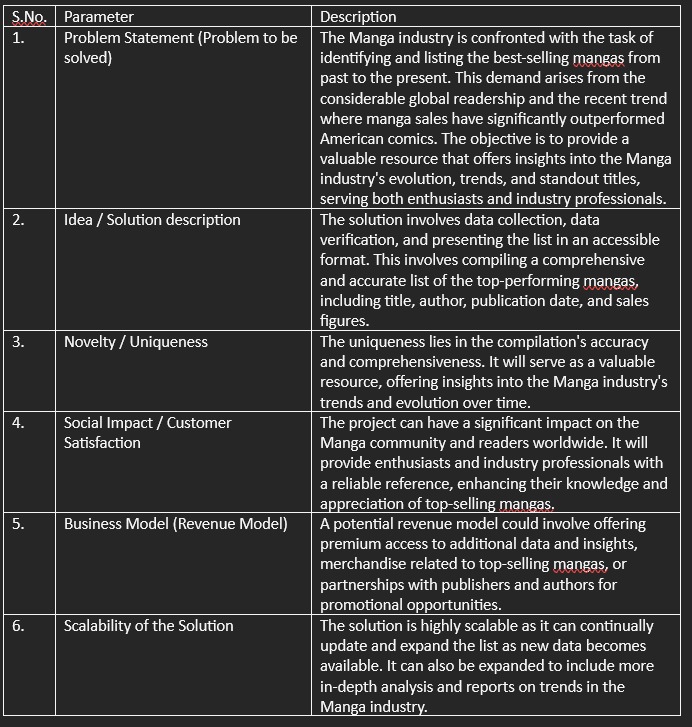 S.No. Parameter Description
1. Problem Statement (Problem to be The Manga industry is confronted with the task of
solved) identifying and listing the best-selling mangas from
past to the present. This demand arises from the
considerable global readership and the recent trend
where manga sales have significantly outperformed
American comics. The objective is to provide a
valuable resource that offers insights into the Manga
industry's evolution, trends, and standout titles,
serving both enthusiasts and industry professionals.
2. Idea / Solution description The solution involves data collection, data
verification, and presenting the list in an accessible
format. This involves compiling a comprehensive
and accurate list of the top-performing mangas,
including title, author, publication date, and sales
figures.
3. Novelty / Uniqueness The uniqueness lies in the compilation's accuracy
and comprehensiveness. It will serve as a valuable
resource, offering insights into the Manga industry's
trends and evolution over time.
4. Social Impact / Customer The project can have a significant impact on the
Satisfaction Manga community and readers worldwide. It will
provide enthusiasts and industry professionals with
a reliable reference, enhancing their knowledge and
appreciation of top-selling mangas.
5. Business Model (Revenue Model) A potential revenue model could involve offering
premium access to additional data and insights,
merchandise related to top-selling mangas, or
partnerships with publishers and authors for
promotional opportunities.
6. Scalability of the Solution The solution is highly scalable as it can continually
update and expand the list as new data becomes
available. It can also be expanded to include more
in-depth analysis and reports on trends in the
Manga industry.